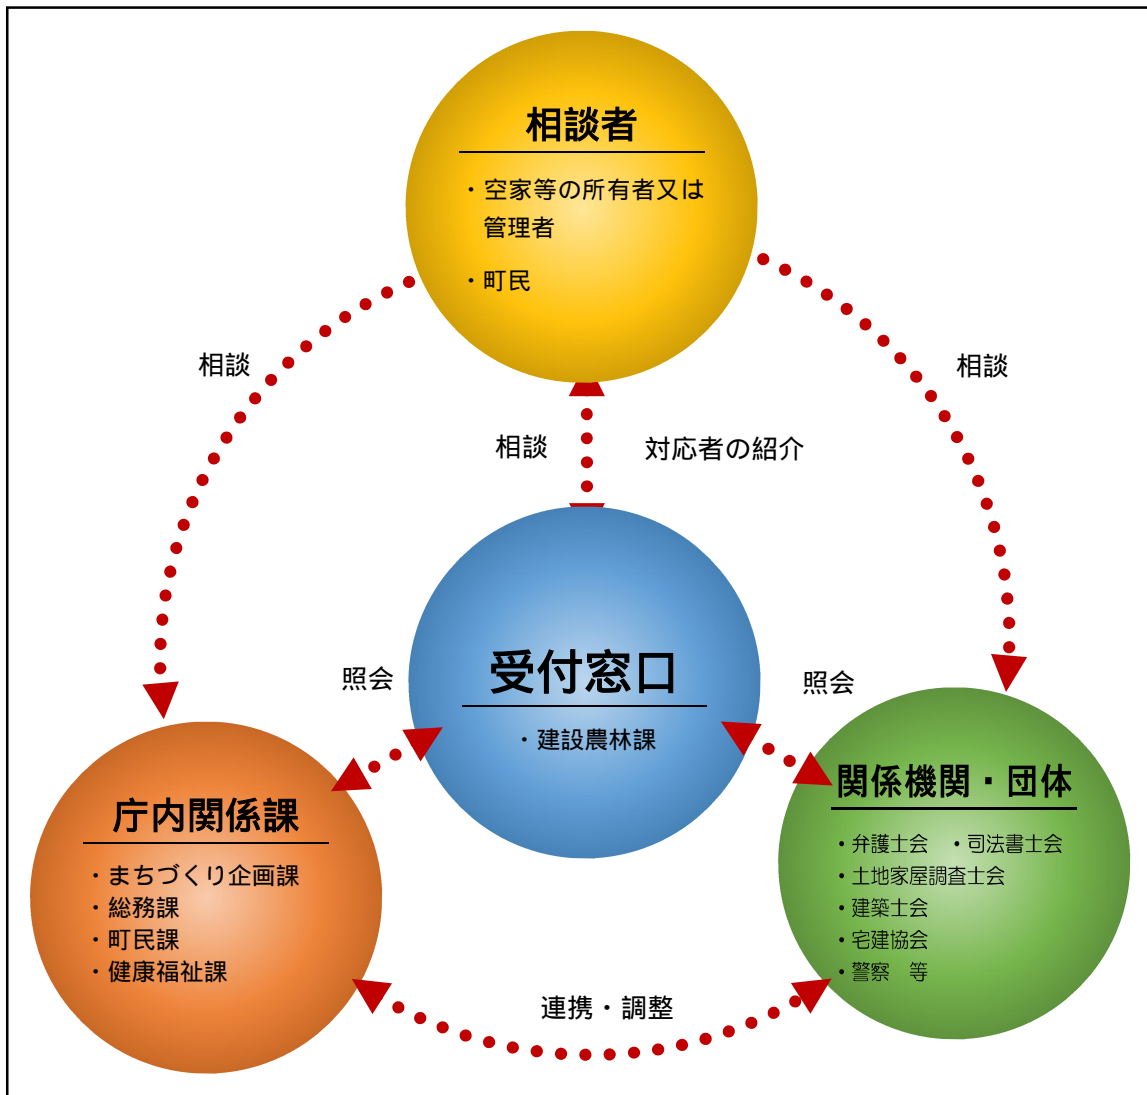 相談者
・空家等の所有者又は
管理者
・町民
相談
相談
相談
対応者の紹介
受付窓口
・建設農林課
照会
照会
庁内関係課
・まちづくり企画課
・総務課
・町民課
・健康福祉課
関係機関・団体
・弁護士会　・司法書士会
・土地家屋調査士会
・建築士会
・宅建協会
・警察　等
連携・調整